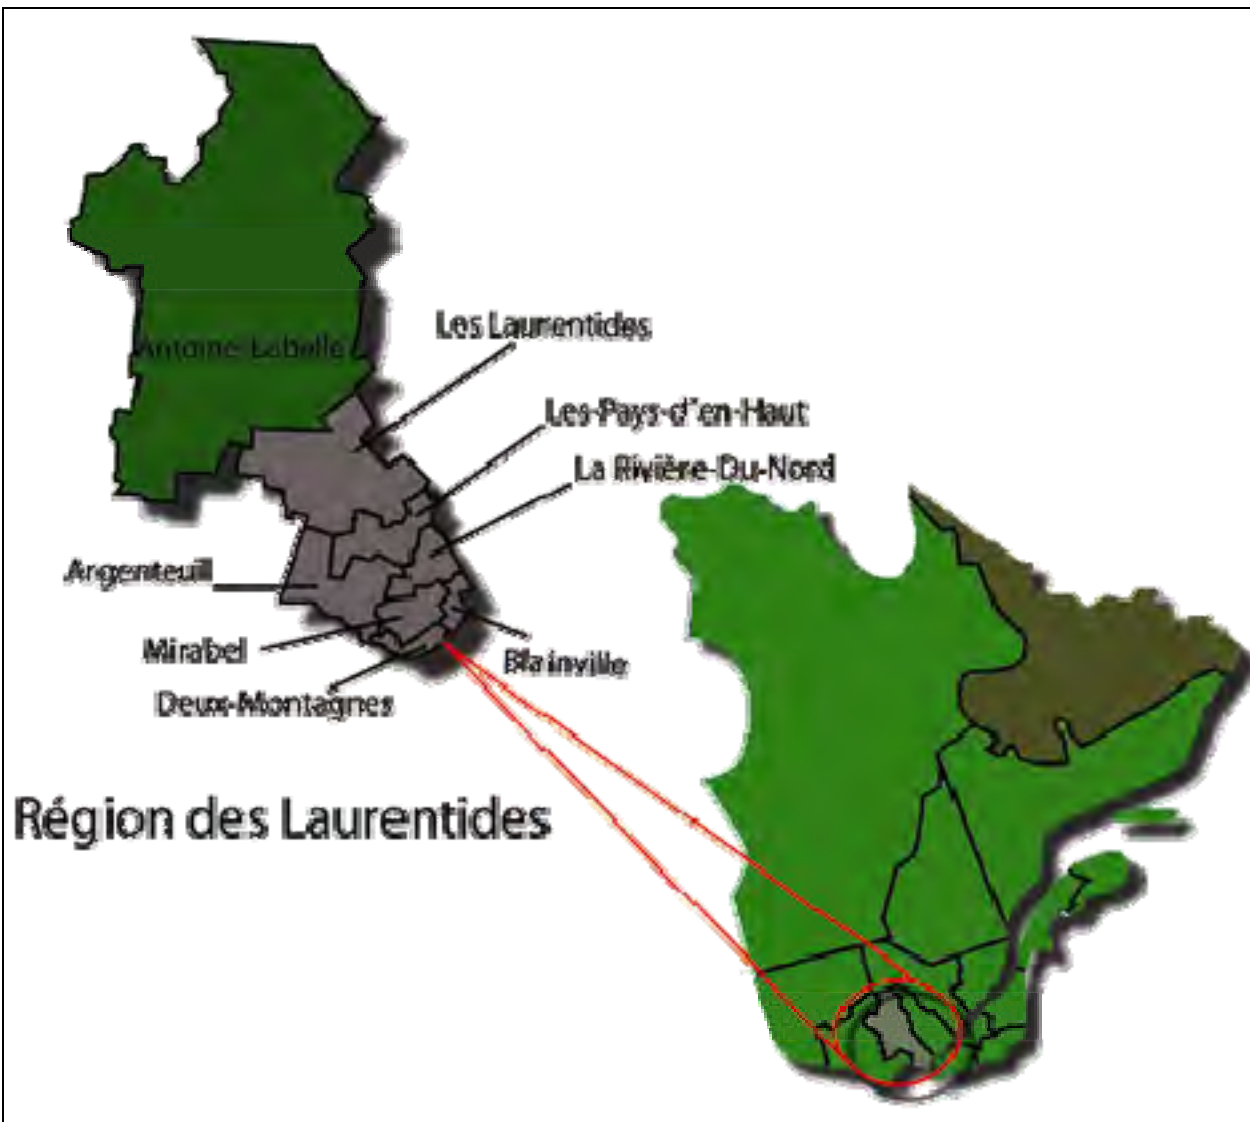 Antoine-Labelle
Les Laurentides
Les-Pays-d"en-Haut
La Rivière-Du-Nord
Argenteuil
Mirabel
Blainville
Deux-Montagnes
Région des Laurentides